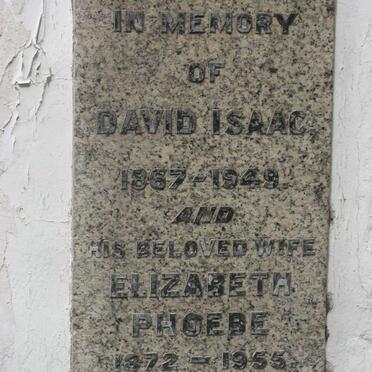 IN MEMORY
OF
DAVID ISAAC,
1867-1949.
AND
HIS BELOVED WIFE
ELIZABETH
PHOEBE
1872-1955.